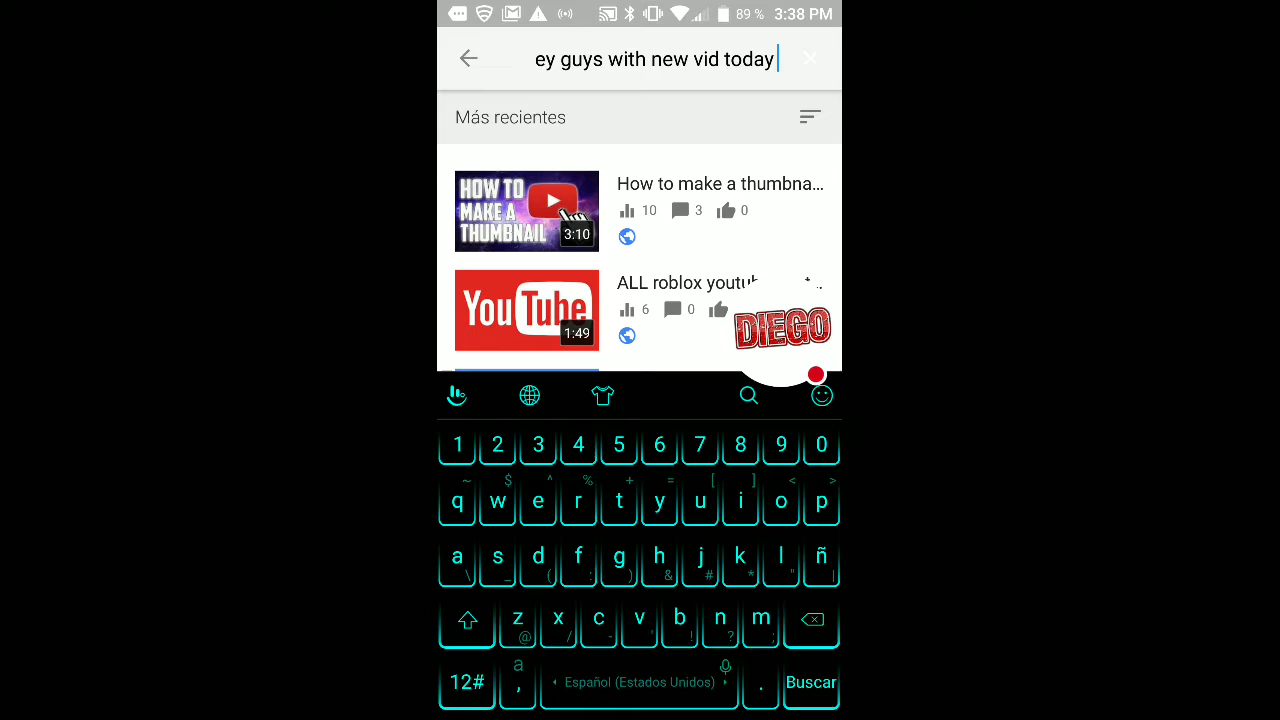 89 % 3:38 PM
ey guys with new vid today
Más recientes
HOW TO
MAKE A
THUMBNAIL
3:10
How to make a thumbna...
10 3 0
YouTube
1:49
ALL roblox
6 0
DIEGO
1 2 3 4 5 6 7 8 9 0
~ $ ^ % + = [ ] < >
q w e r t y u i o p
a s d f g h j k l ñ
\ _ ( : ) & # * " |
z x c v b n m
@ / - ' ! ? ;
12# a , Español (Estados Unidos) . Buscar